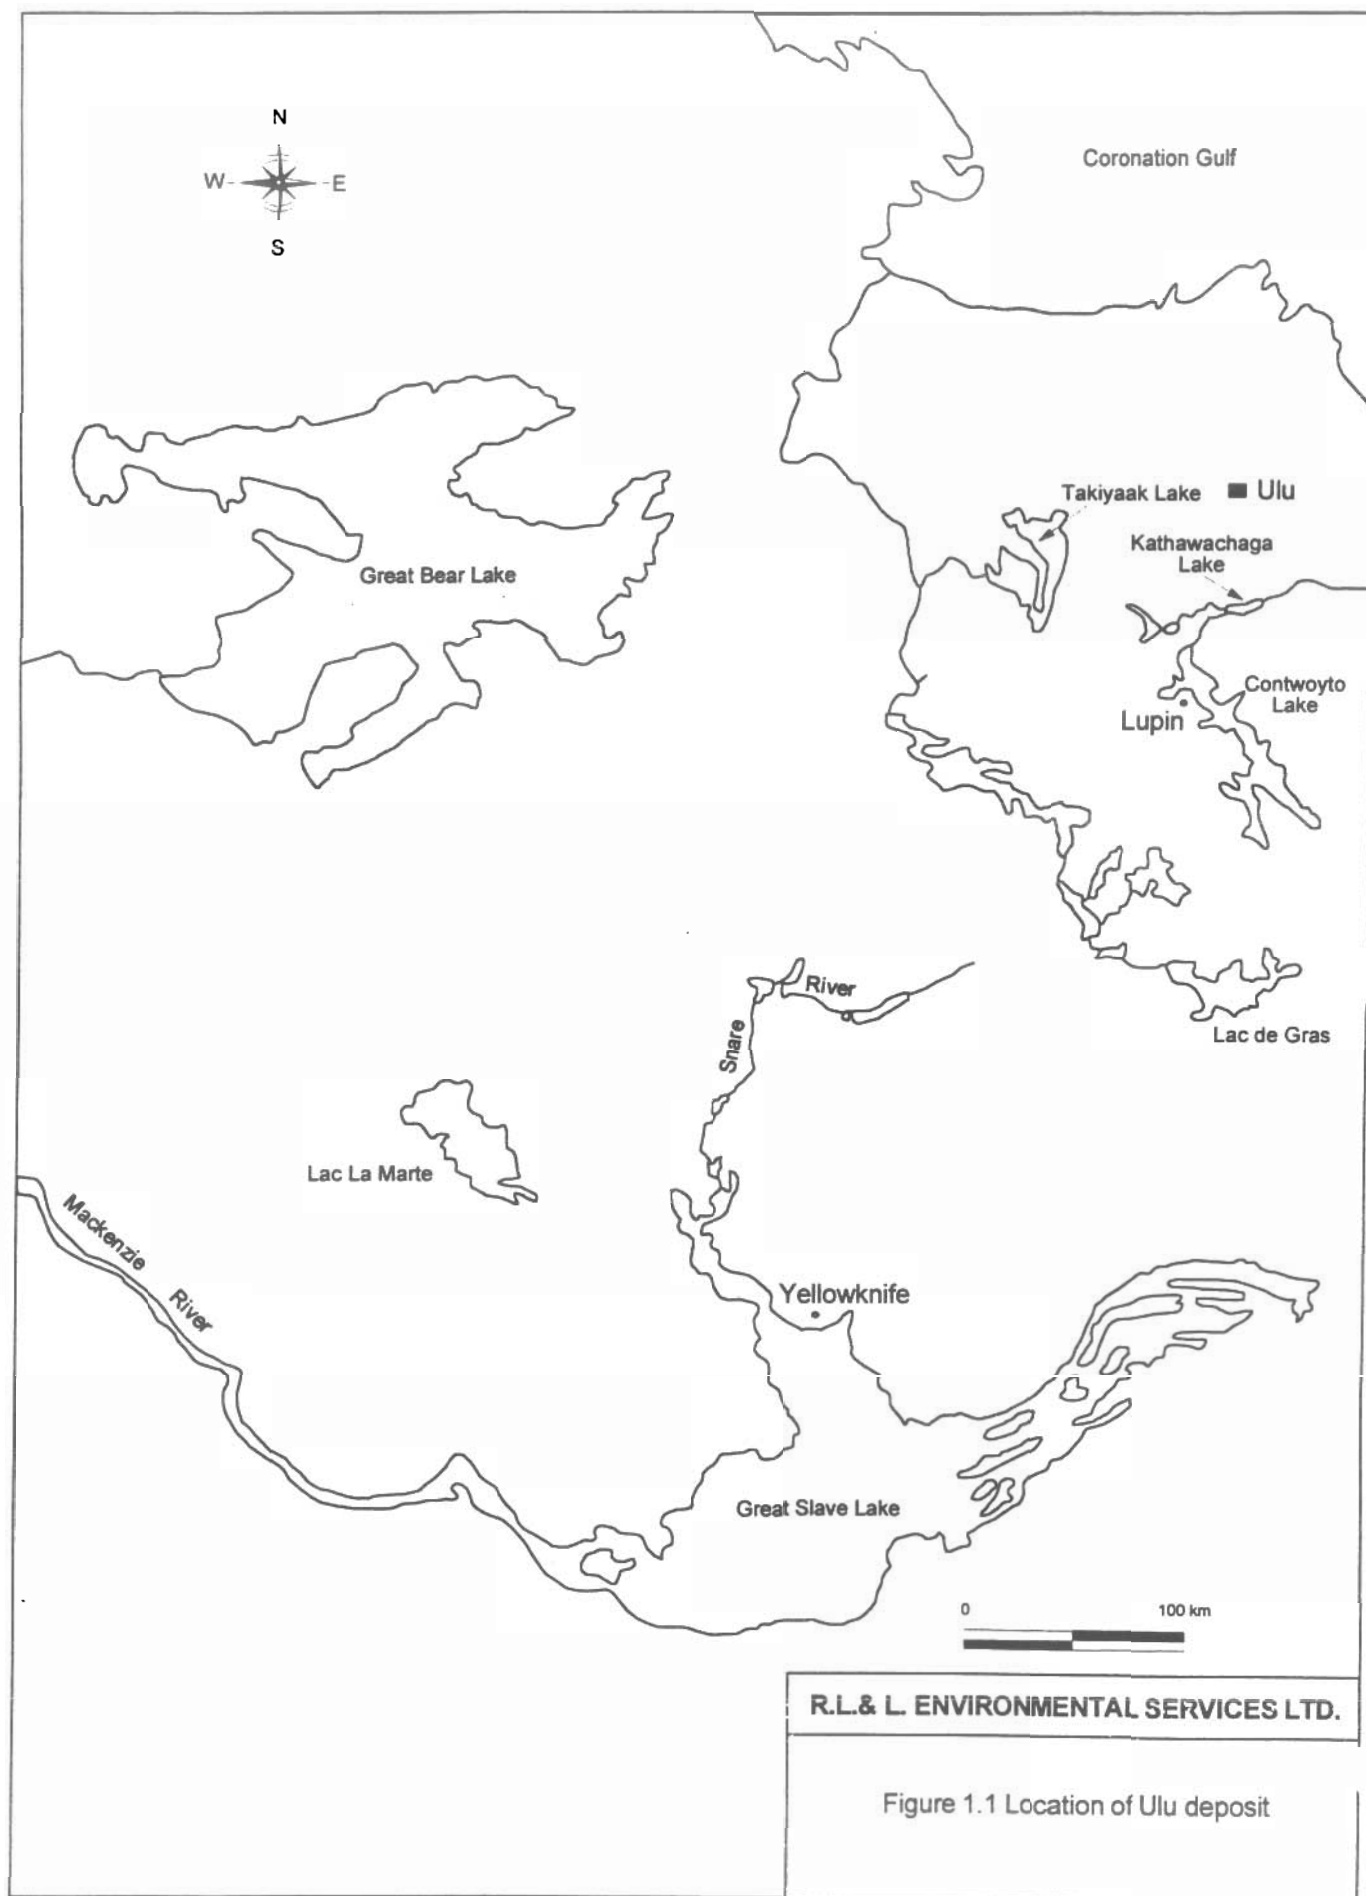 N
Coronation Gulf
W
E
S
Takiyaak Lake
Ulu
Kathawachaga
Lake
Great Bear Lake
Contwoyto
Lake
Lupin
River
Snare
Lac de Gras
Lac La Marte
Mackenzie
River
Yellowknife
Great Slave Lake
0
100 km
R.L.& L. ENVIRONMENTAL SERVICES LTD.
Figure 1.1 Location of Ulu deposit